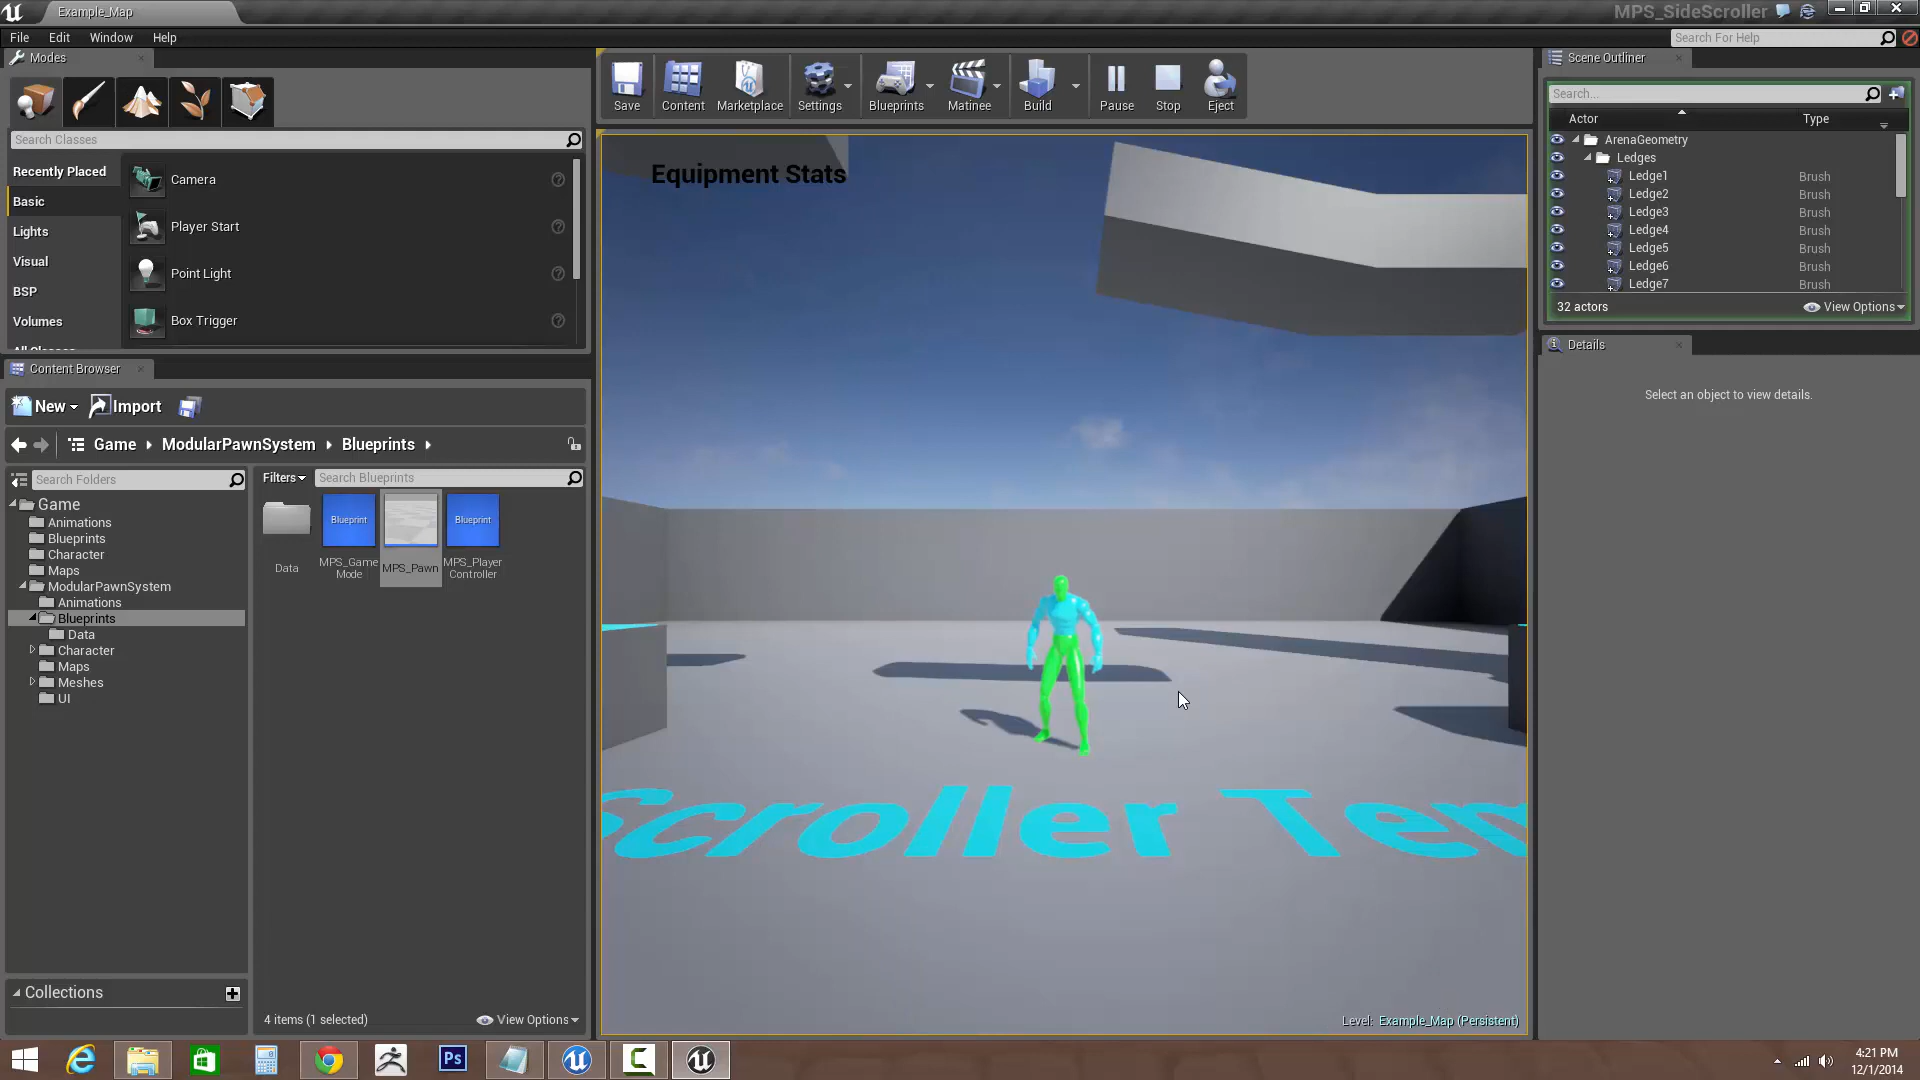 Example_Map
MPS_SideScroller
File Edit Window Help
Search For Help
Modes
Search Classes
Recently Placed
Basic
Lights
Visual
BSP
Volumes
Camera
Player Start
Point Light
Box Trigger
Save Content Marketplace Settings Blueprints Matinee Build Pause Stop Eject
Scene Outliner
Search...
Actor Type
ArenaGeometry
Ledges
Ledge1 Brush
Ledge2 Brush
Ledge3 Brush
Ledge4 Brush
Ledge5 Brush
Ledge6 Brush
Ledge7 Brush
32 actors View Options
Details
Select an object to view details.
Content Browser
New Import
Game ModularPawnSystem Blueprints
Search Folders
Game
Animations
Blueprints
Character
Maps
ModularPawnSystem
Animations
Blueprints
Data
Character
Maps
Meshes
UI
Collections
Filters Search Blueprints
Blueprint Blueprint
Data
MPS_Game
Mode
MPS_Pawn
MPS_Player
Controller
4 items (1 selected) View Options
Equipment Stats
Scroller Tem
Level: Example_Map (Persistent)
Ps
4:21 PM
12/1/2014